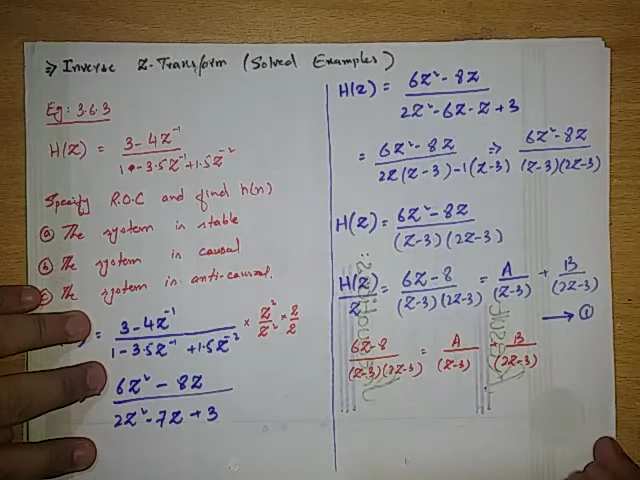 ⇒ Inverse Z-Transform (Solved Examples)
Eg: 3.6.3
H(Z) = 3-4Z⁻¹ / 1-3.5Z⁻¹+1.5Z⁻²
Specify R.O.C and find h(n)
ⓐ The system is stable
ⓑ The system is causal
ⓒ The system is anti-causal.
= 3-4Z⁻¹ / 1-3.5Z⁻¹+1.5Z⁻² × Z²/Z² × 2/2
6Z²-8Z / 2Z²-7Z+3
H(Z) = 6Z²-8Z / 2Z²-6Z-Z+3
= 6Z²-8Z / 2Z(Z-3)-1(Z-3) ⇒ 6Z²-8Z / (Z-3)(2Z-3)
H(Z) = 6Z²-8Z / (Z-3)(2Z-3)
H(Z)/Z = 6Z-8 / (Z-3)(2Z-3) = A/(Z-3) + B/(2Z-3)
→ ①
6Z-8 / (Z-3)(2Z-3) = A/(Z-3) + B/(2Z-3)